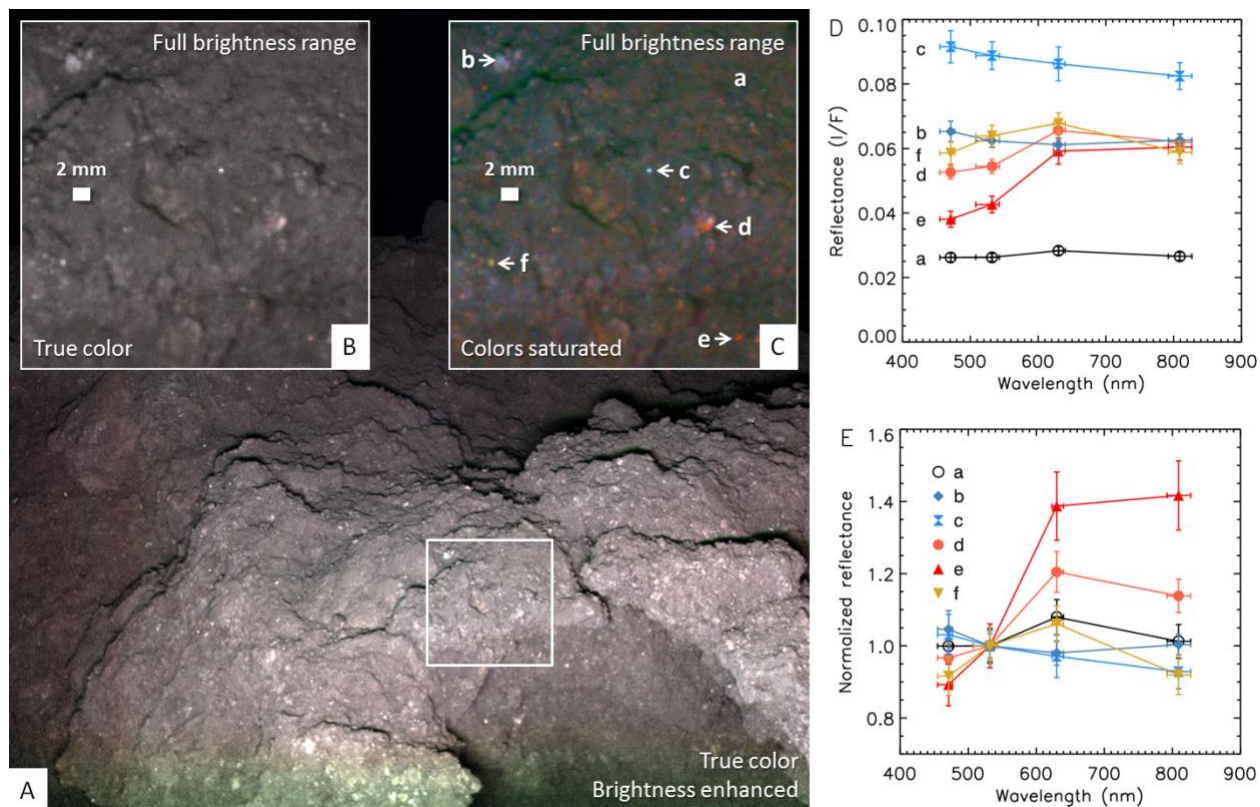 Full brightness range
2 mm
True color
B
Full brightness range
b
a
2 mm
c
d
f
e
Colors saturated
C
A
True color
Brightness enhanced
D
0.10
0.08
0.06
0.04
0.02
0.00
Reflectance (I/F)
c
b
f
d
e
a
400 500 600 700 800 900
Wavelength (nm)
E
1.6
1.4
1.2
1.0
0.8
Normalized reflectance
a
b
c
d
e
f
400 500 600 700 800 900
Wavelength (nm)